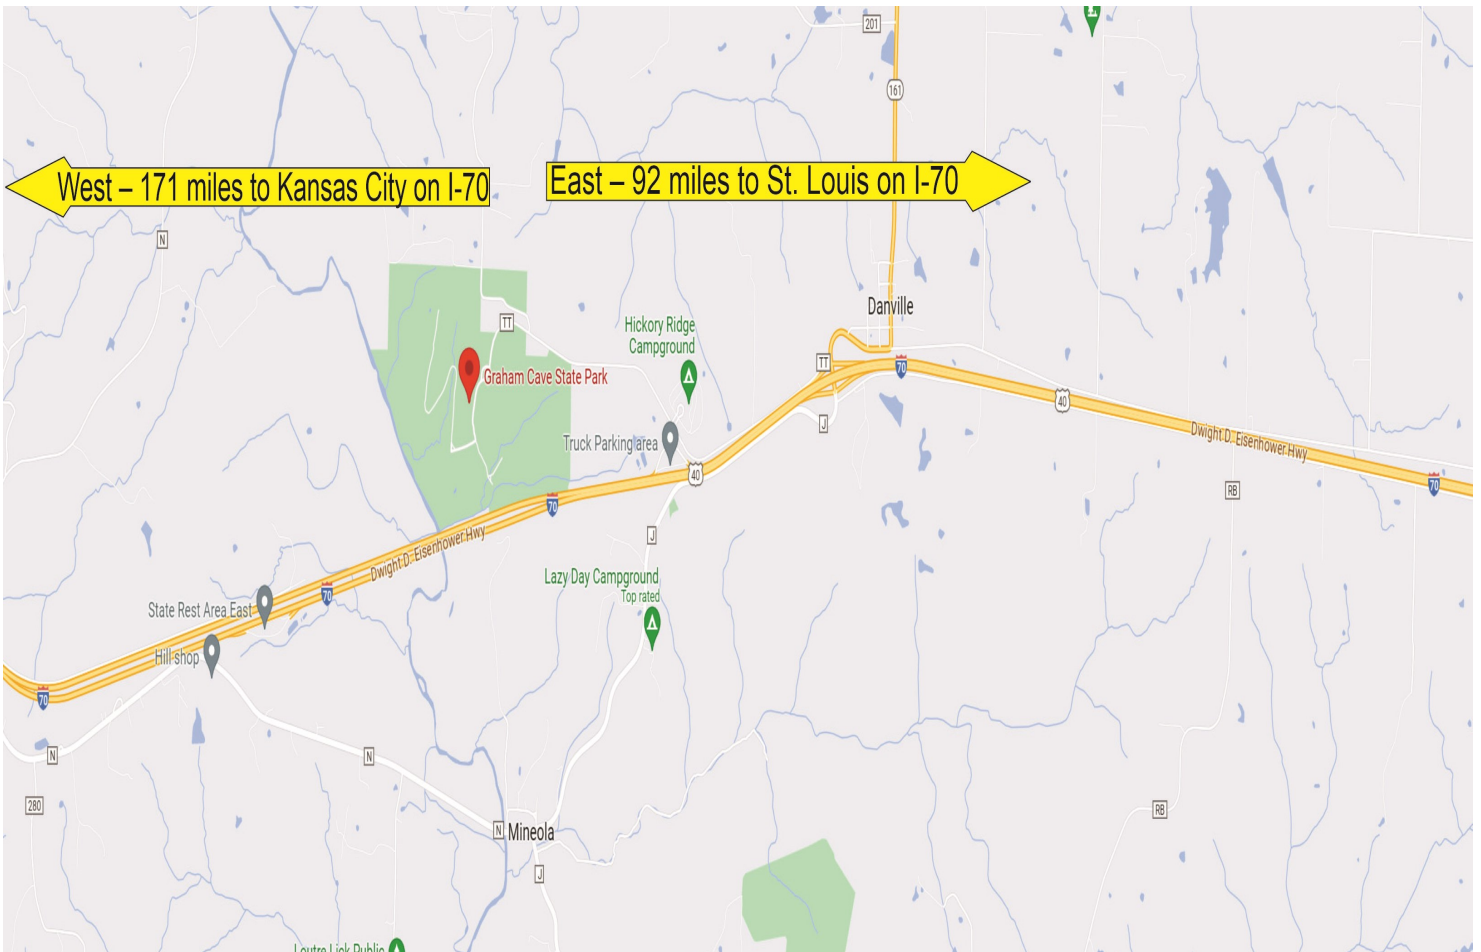 201
161
West – 171 miles to Kansas City on I-70
East – 92 miles to St. Louis on I-70
N
Danville
TT
Hickory Ridge
Campground
TT
70
Graham Cave State Park
40
J
Dwight D. Eisenhower Hwy
Truck Parking area
40
70
RB
70
J
Dwight D. Eisenhower Hwy
Lazy Day Campground
Top rated
70
State Rest Area East
Hill shop
70
N
N
280
RB
N
Mineola
J
Loutre Lick Public